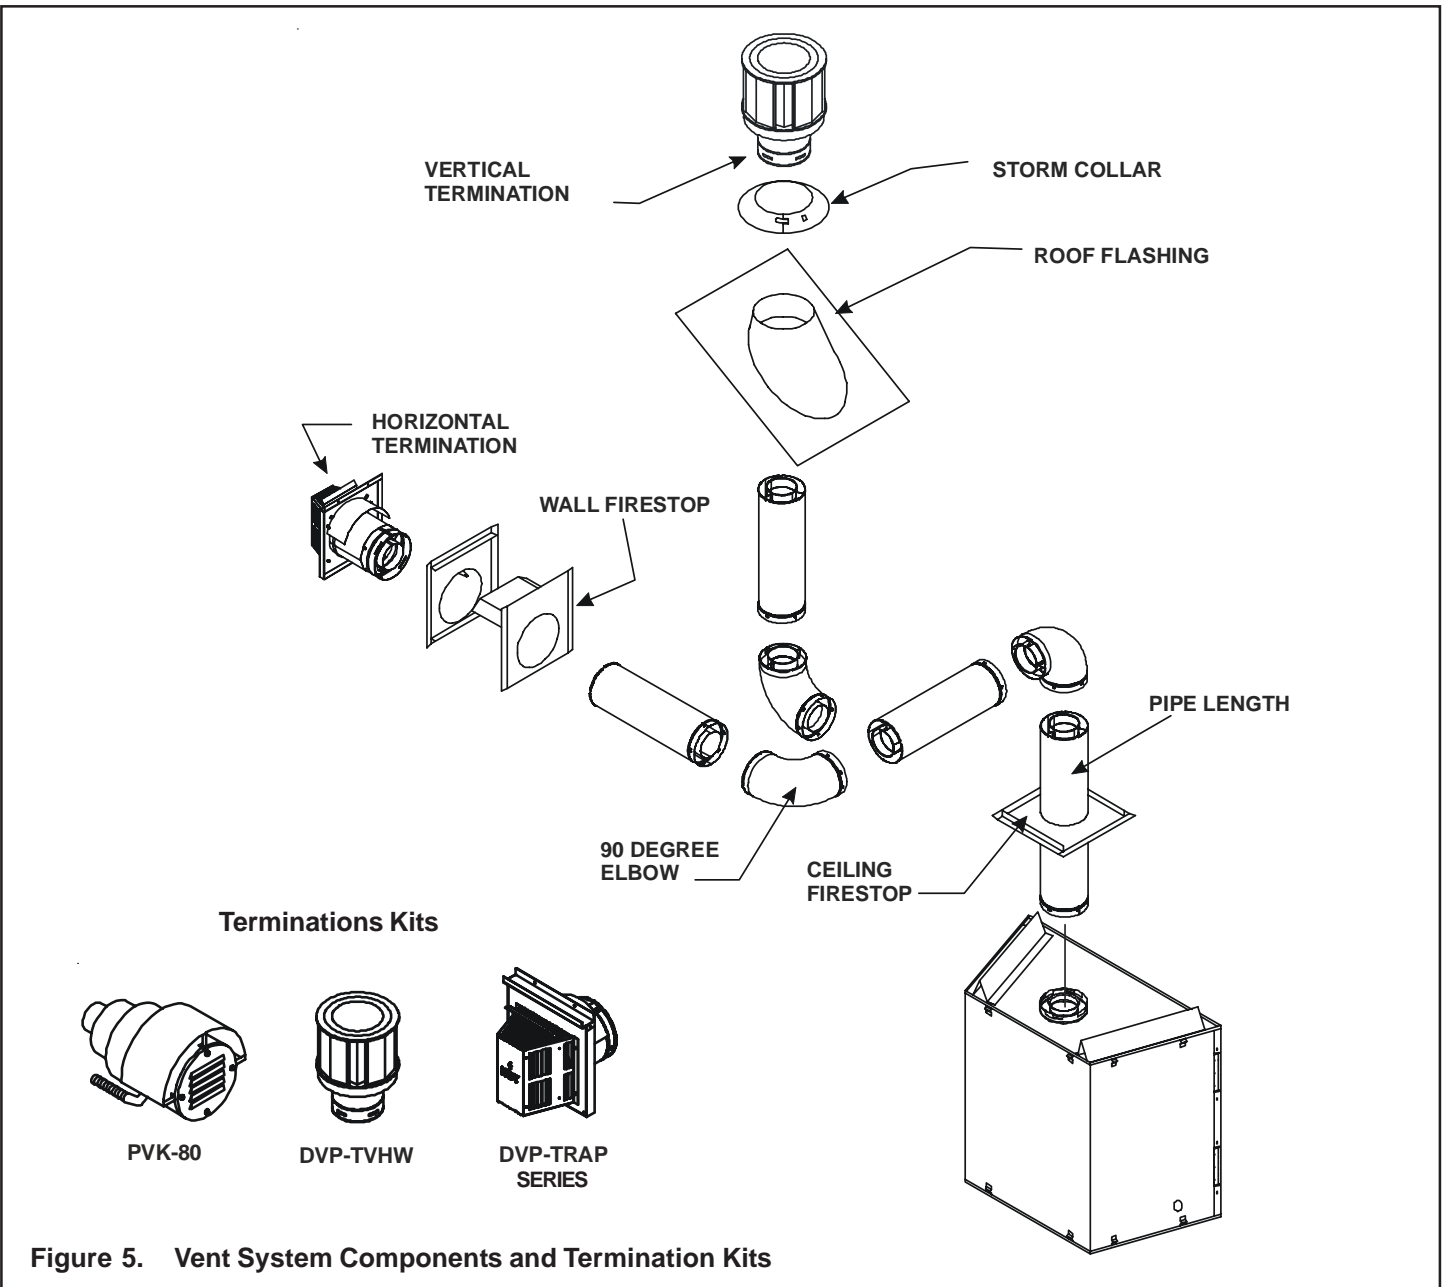 VERTICAL
TERMINATION
STORM COLLAR
ROOF FLASHING
HORIZONTAL
TERMINATION
WALL FIRESTOP
PIPE LENGTH
90 DEGREE
ELBOW
CEILING
FIRESTOP
Terminations Kits
PVK-80
DVP-TVHW
DVP-TRAP
SERIES
Figure 5. Vent System Components and Termination Kits